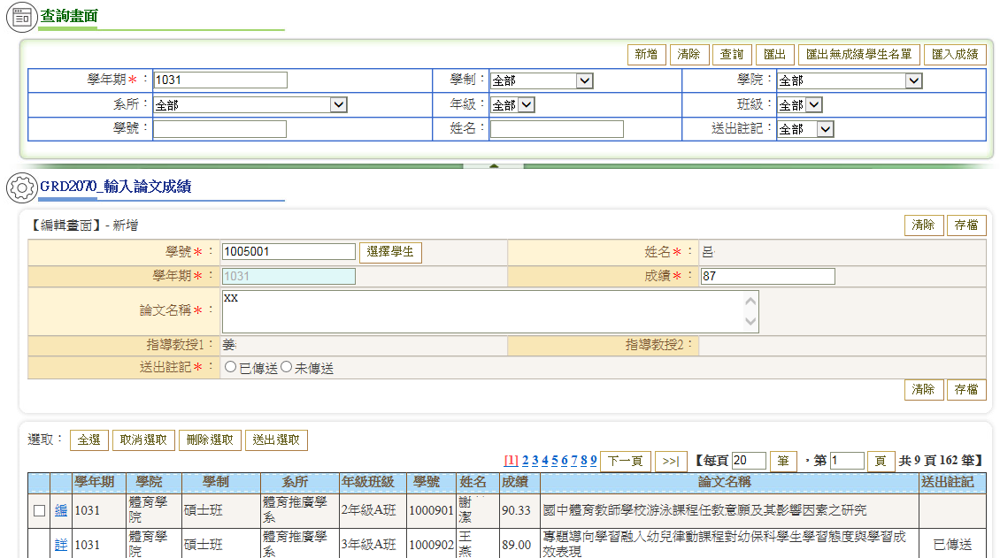 查詢畫面
新增 清除 查詢 匯出 匯出無成績學生名單 匯入成績
學年期＊： 1031 學制： 全部 學院： 全部
系所： 全部 年級： 全部 班級： 全部
學號： 姓名： 送出註記： 全部
GRD2070_輸入論文成績
【編輯畫面】- 新增 清除 存檔
學號＊： 1005001 選擇學生 姓名＊： 呂
學年期＊： 1031 成績＊： 87
論文名稱＊： xx
指導教授1： 姜 指導教授2：
送出註記＊： 已傳送 未傳送
清除 存檔
選取： 全選 取消選取 刪除選取 送出選取
[1] 2 3 4 5 6 7 8 9 下一頁 >>| 【每頁 20 筆 ，第 1 頁 共 9 頁 162 筆】
學年期 學院 學制 系所 年級班級 學號 姓名 成績 論文名稱 送出註記
編 1031 體育學院 碩士班 體育推廣學系 2年級A班 1000901 謝 潔 90.33 國中體育教師學校游泳課程任教意願及其影響因素之研究
詳 1031 體育學院 碩士班 體育推廣學系 3年級A班 1000902 王 燕 89.00 專題導向學習融入幼兒律動課程對幼保科學生學習態度與學習成效表現 已傳送